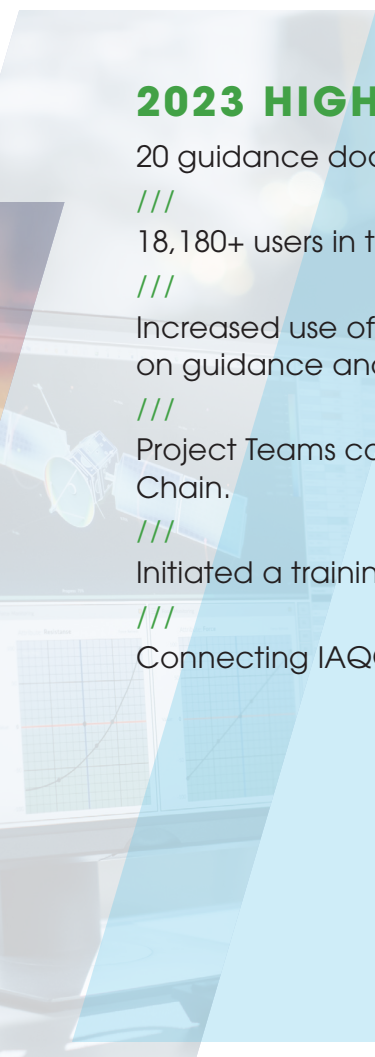 2023 HIGH
20 guidance doc
///
18,180+ users in t
///
Increased use of
on guidance and
///
Project Teams co
Chain.
///
Initiated a trainin
///
Connecting IAQ